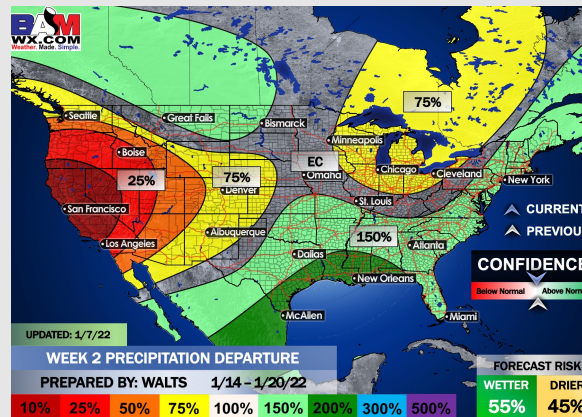 BAM
WX.COM
Weather. Made. Simple.
75%
Seattle
Great Falls
Bismarck
Minneapolis
Boise
EC
75%
Omaha
Chicago
Cleveland
25%
Denver
New York
St. Louis
San Francisco
CURRENT
Albuquerque
150%
PREVIOU
Los Angeles
Dallas
Atlanta
CONFIDENCE
New Orleans
Below Normal
Above Nor
McAllen
Miami
UPDATED: 1/7/22
WEEK 2 PRECIPITATION DEPARTURE
FORECAST RISK
PREPARED BY: WALTS 1/14 – 1/20/22
WETTER DRIER
55% 45%
10% 25% 50% 75% 100% 150% 200% 300% 500%